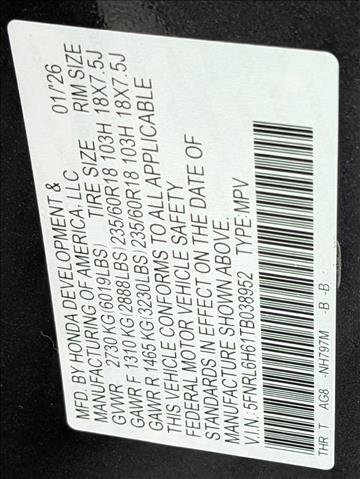 MFD. BY HONDA DEVELOPMENT & 01/'26
MANUFACTURING OF AMERICA, LLC
TIRE SIZE RIM SIZE
GVWR 2730 KG(6019LBS)
GAWR F 1310 KG(2888LBS) 235/60R18 103H 18X7.5J
GAWR R 1465 KG(3230LBS) 235/60R18 103H 18X7.5J
THIS VEHICLE CONFORMS TO ALL APPLICABLE
FEDERAL MOTOR VEHICLE SAFETY
STANDARDS IN EFFECT ON THE DATE OF
MANUFACTURE SHOWN ABOVE.
V.I.N.: 5FNRL6H61TB038952 TYPE:MPV
THR T AG8 -NH797M -B -B-